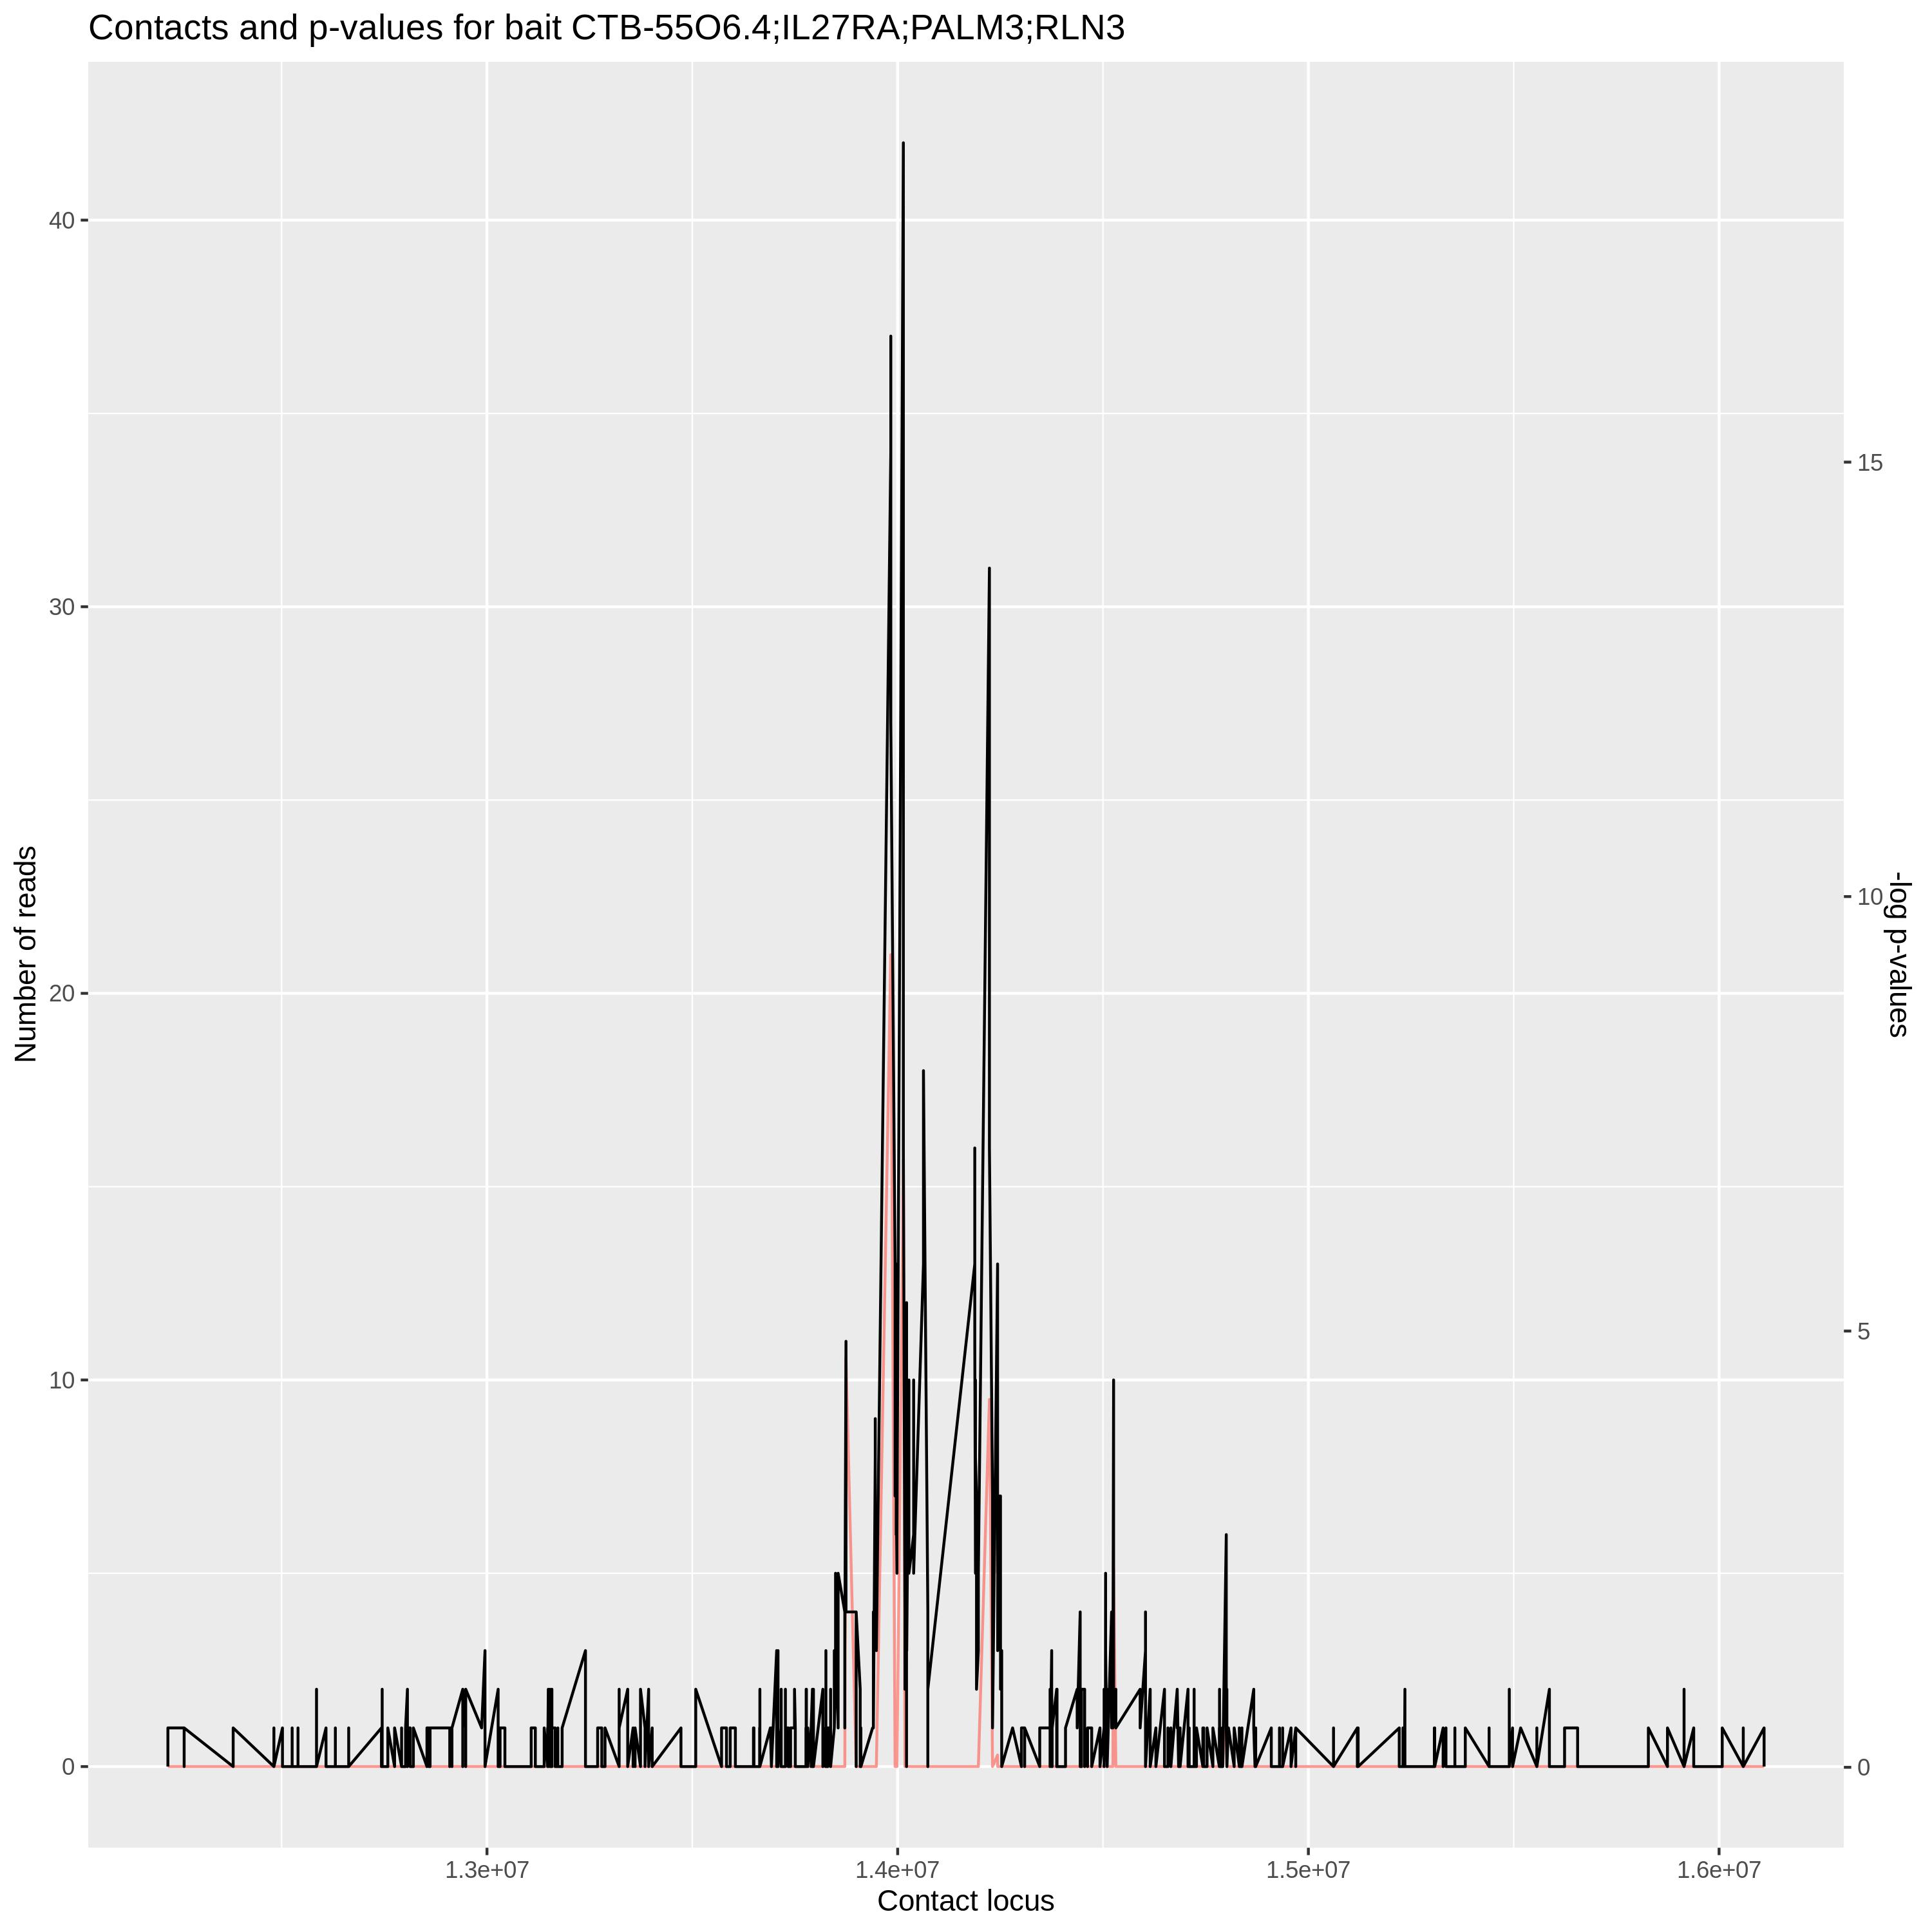 Contacts and p-values for bait CTB-55O6.4;IL27RA;PALM3;RLN3
40
30
20
10
0
Number of reads
15
10
5
0
-log p-values
1.3e+07
1.4e+07
1.5e+07
1.6e+07
Contact locus